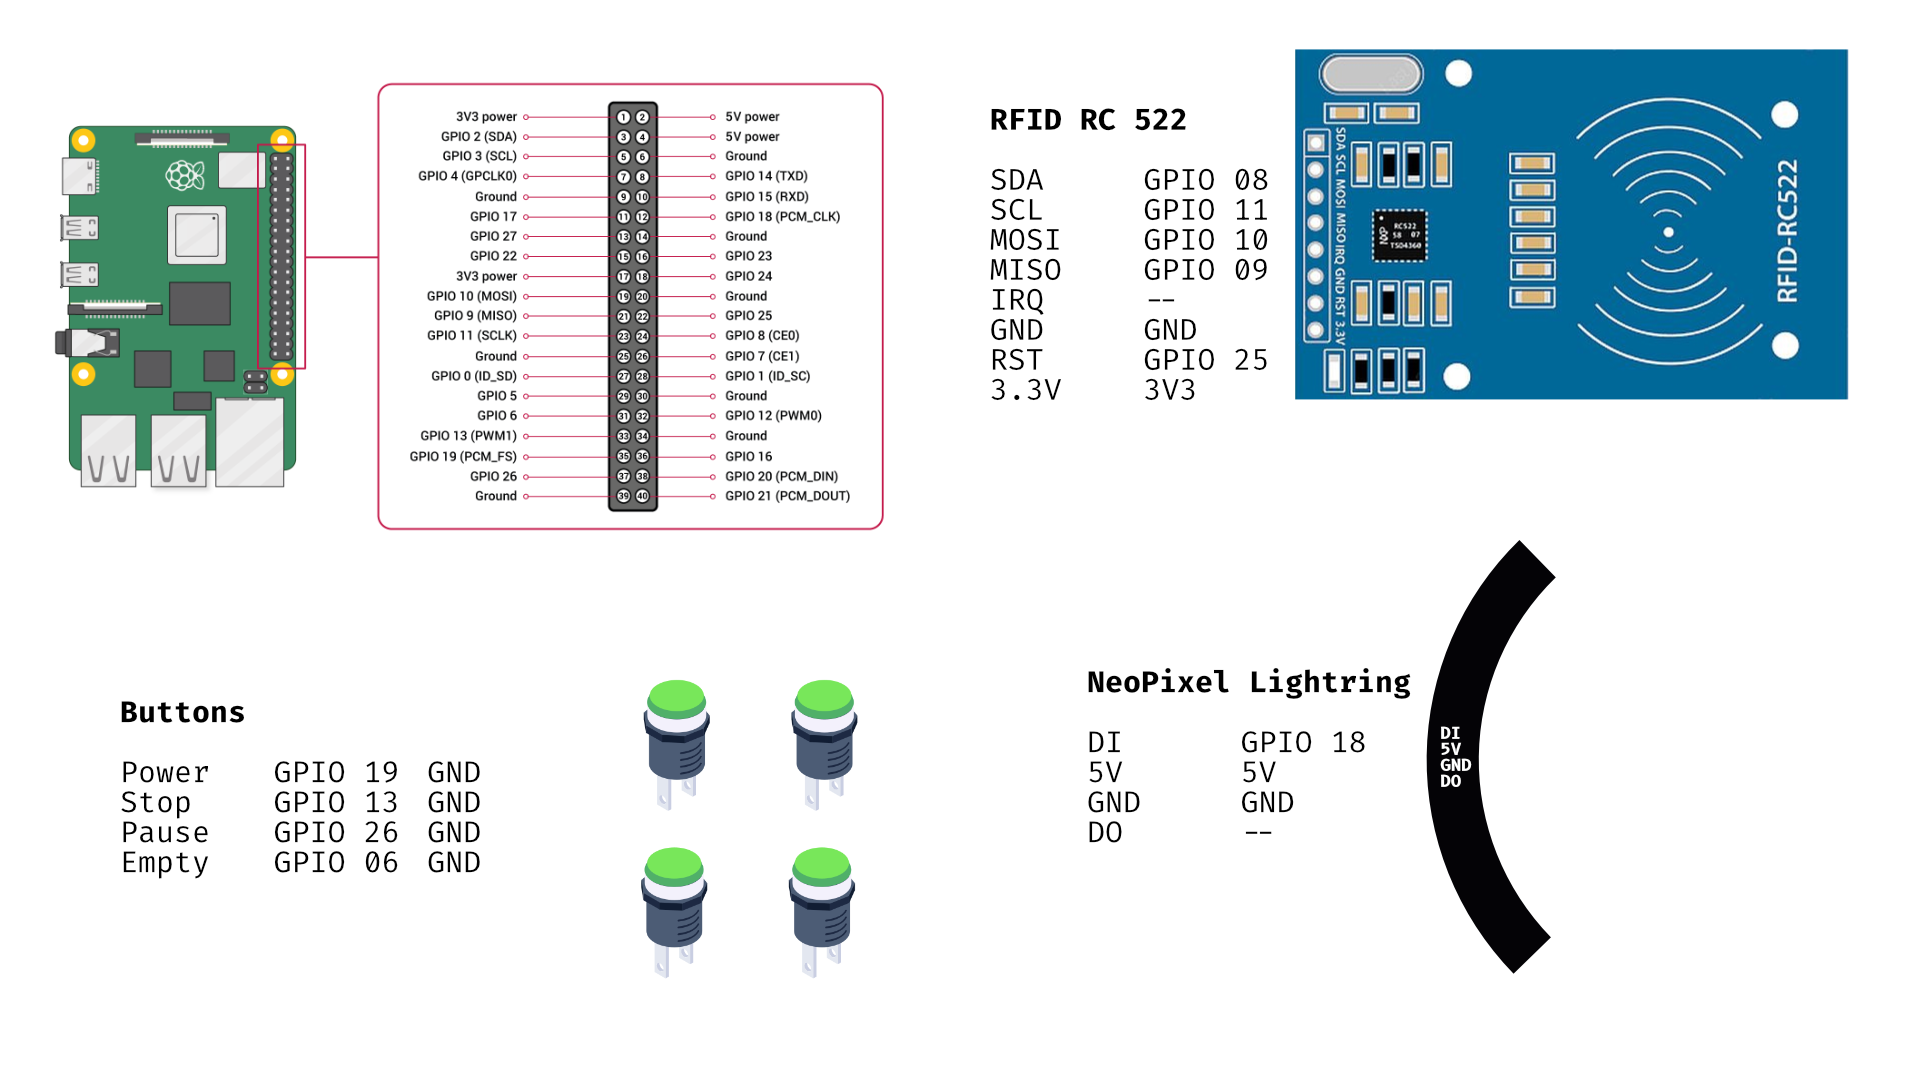 3V3 power 1 2 5V power
GPIO 2 (SDA) 3 4 5V power
GPIO 3 (SCL) 5 6 Ground
GPIO 4 (GPCLK0) 7 8 GPIO 14 (TXD)
Ground 9 10 GPIO 15 (RXD)
GPIO 17 11 12 GPIO 18 (PCM_CLK)
GPIO 27 13 14 Ground
GPIO 22 15 16 GPIO 23
3V3 power 17 18 GPIO 24
GPIO 10 (MOSI) 19 20 Ground
GPIO 9 (MISO) 21 22 GPIO 25
GPIO 11 (SCLK) 23 24 GPIO 8 (CE0)
Ground 25 26 GPIO 7 (CE1)
GPIO 0 (ID_SD) 27 28 GPIO 1 (ID_SC)
GPIO 5 29 30 Ground
GPIO 6 31 32 GPIO 12 (PWM0)
GPIO 13 (PWM1) 33 34 Ground
GPIO 19 (PCM_FS) 35 36 GPIO 16
GPIO 26 37 38 GPIO 20 (PCM_DIN)
Ground 39 40 GPIO 21 (PCM_DOUT)
RFID RC 522
SDA GPIO 08
SCL GPIO 11
MOSI GPIO 10
MISO GPIO 09
IRQ --
GND GND
RST GPIO 25
3.3V 3V3
SDA SCL MOSI MISO IRQ GND RST 3.3V
NXP
RC522
58 07
TSD4360
RFID-RC522
Buttons
Power GPIO 19 GND
Stop GPIO 13 GND
Pause GPIO 26 GND
Empty GPIO 06 GND
NeoPixel Lightring
DI GPIO 18
5V 5V
GND GND
DO --
DI
5V
GND
DO